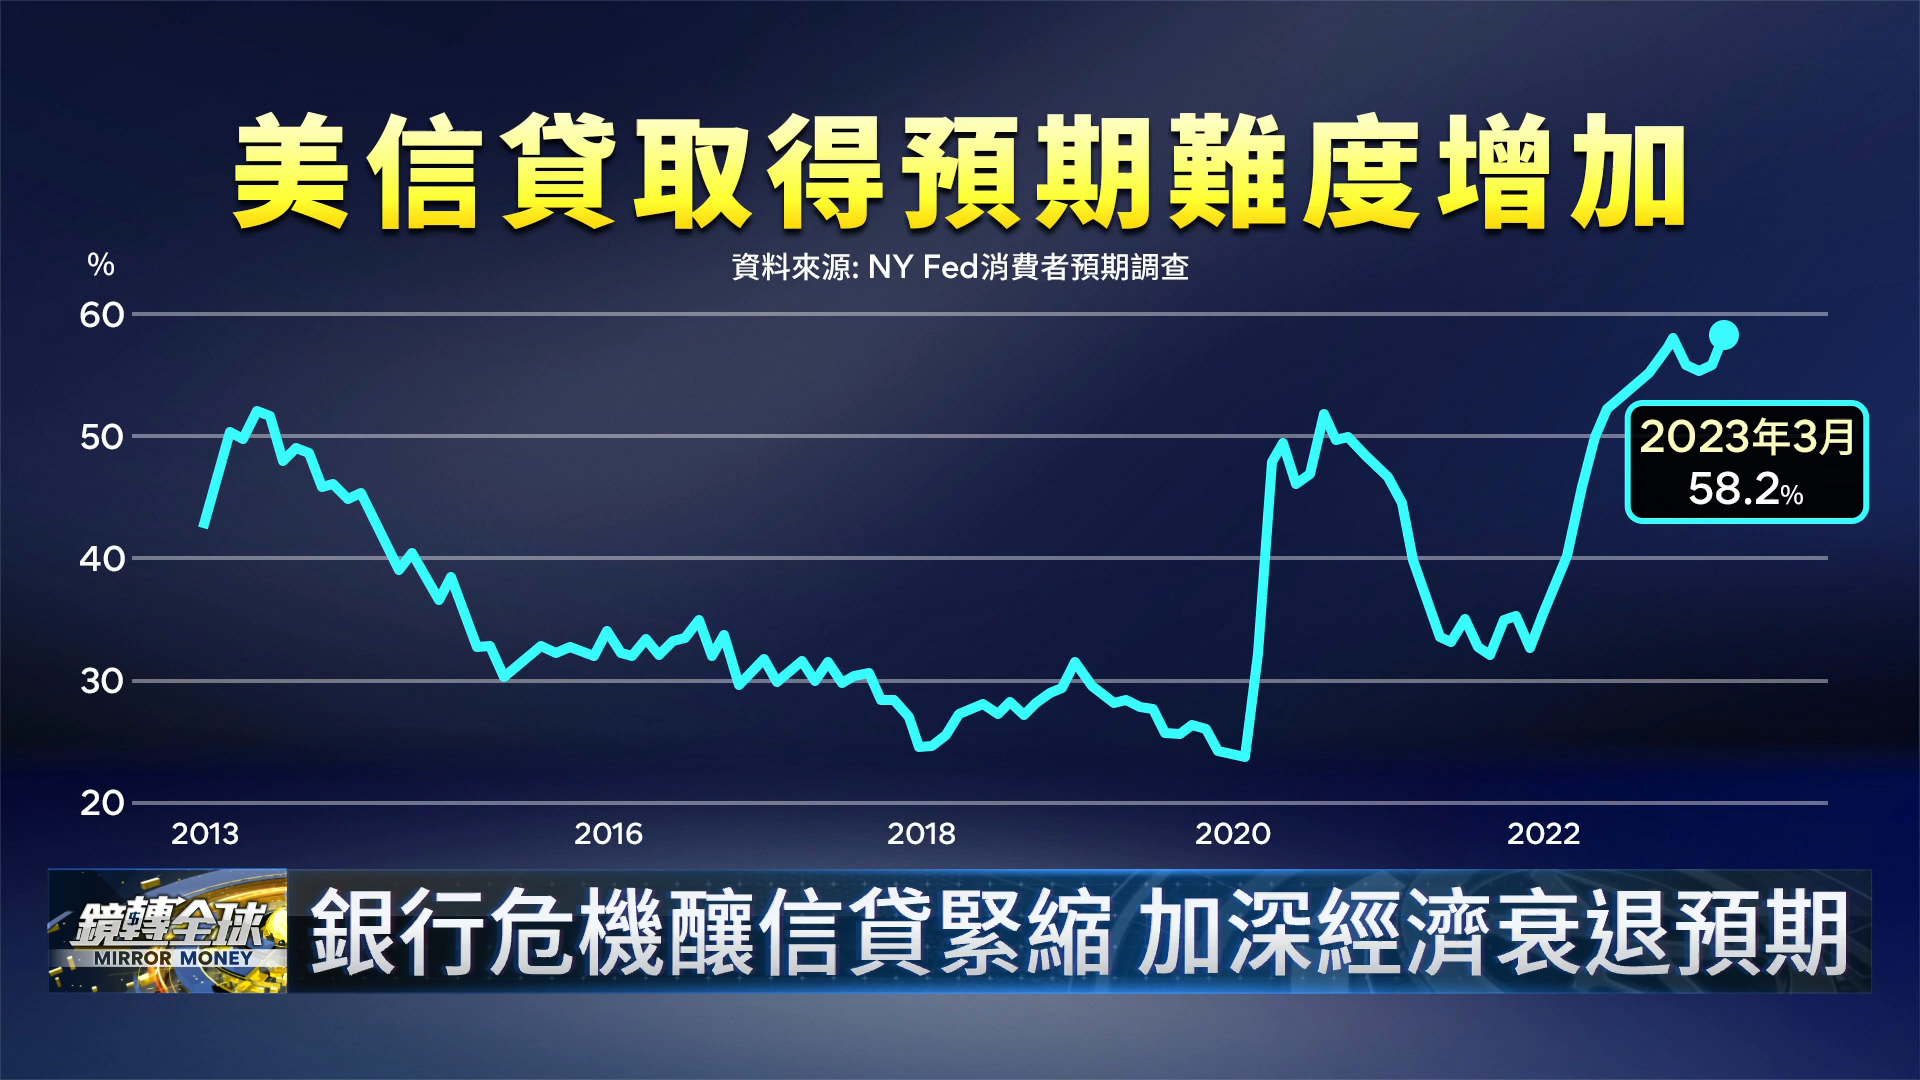 美信貸取得預期難度增加
資料來源: NY Fed消費者預期調查
%
60
50
40
30
20
2023年3月
58.2%
2013 2016 2018 2020 2022
鏡轉全球
MIRROR MONEY
銀行危機釀信貸緊縮 加深經濟衰退預期